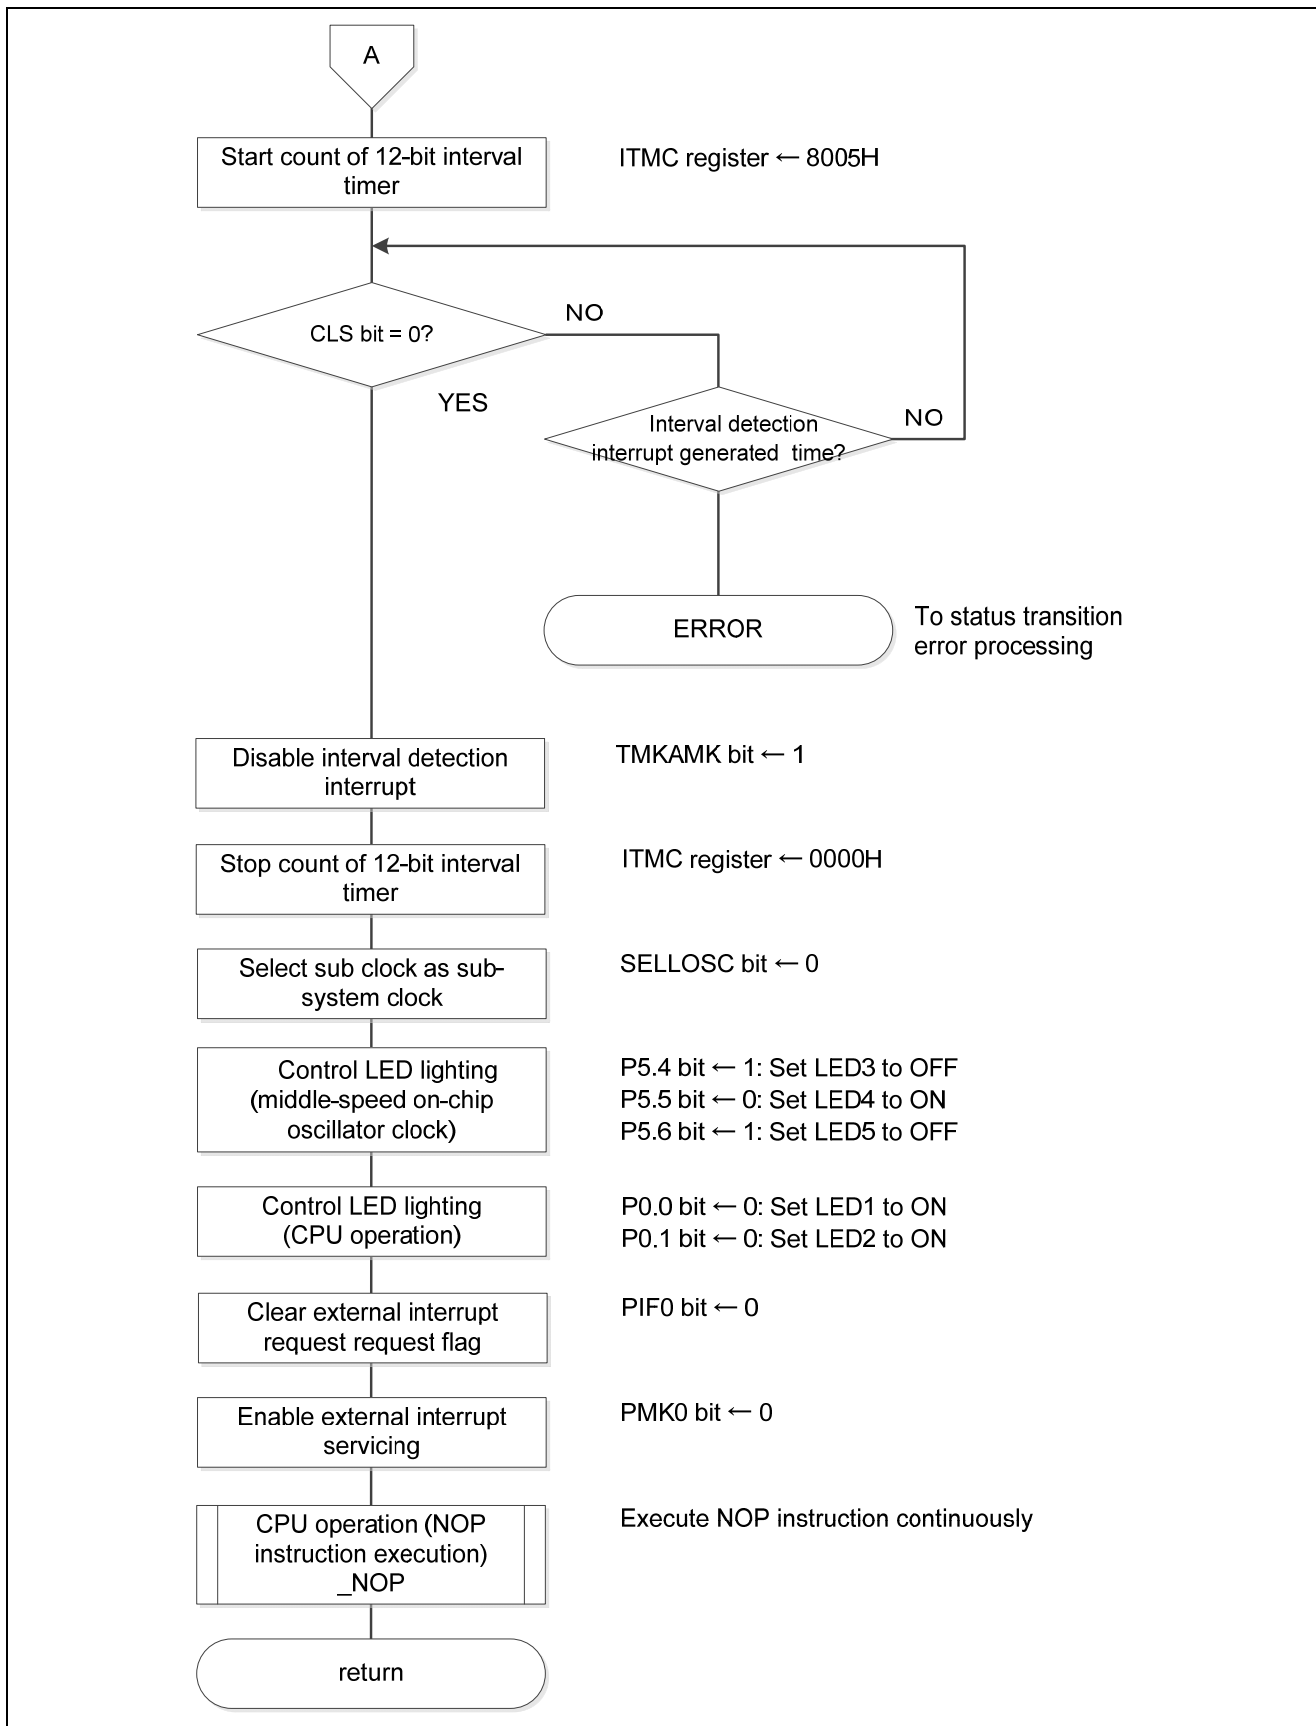 A
Start count of 12-bit interval
timer
ITMC register ← 8005H
CLS bit = 0?
NO
YES
Interval detection
interrupt generated time?
NO
ERROR
To status transition
error processing
Disable interval detection
interrupt
TMKAMK bit ← 1
Stop count of 12-bit interval
timer
ITMC register ← 0000H
Select sub clock as sub-
system clock
SELLOSC bit ← 0
Control LED lighting
(middle-speed on-chip
oscillator clock)
P5.4 bit ← 1: Set LED3 to OFF
P5.5 bit ← 0: Set LED4 to ON
P5.6 bit ← 1: Set LED5 to OFF
Control LED lighting
(CPU operation)
P0.0 bit ← 0: Set LED1 to ON
P0.1 bit ← 0: Set LED2 to ON
Clear external interrupt
request request flag
PIF0 bit ← 0
Enable external interrupt
servicing
PMK0 bit ← 0
CPU operation (NOP
instruction execution)
_NOP
Execute NOP instruction continuously
return